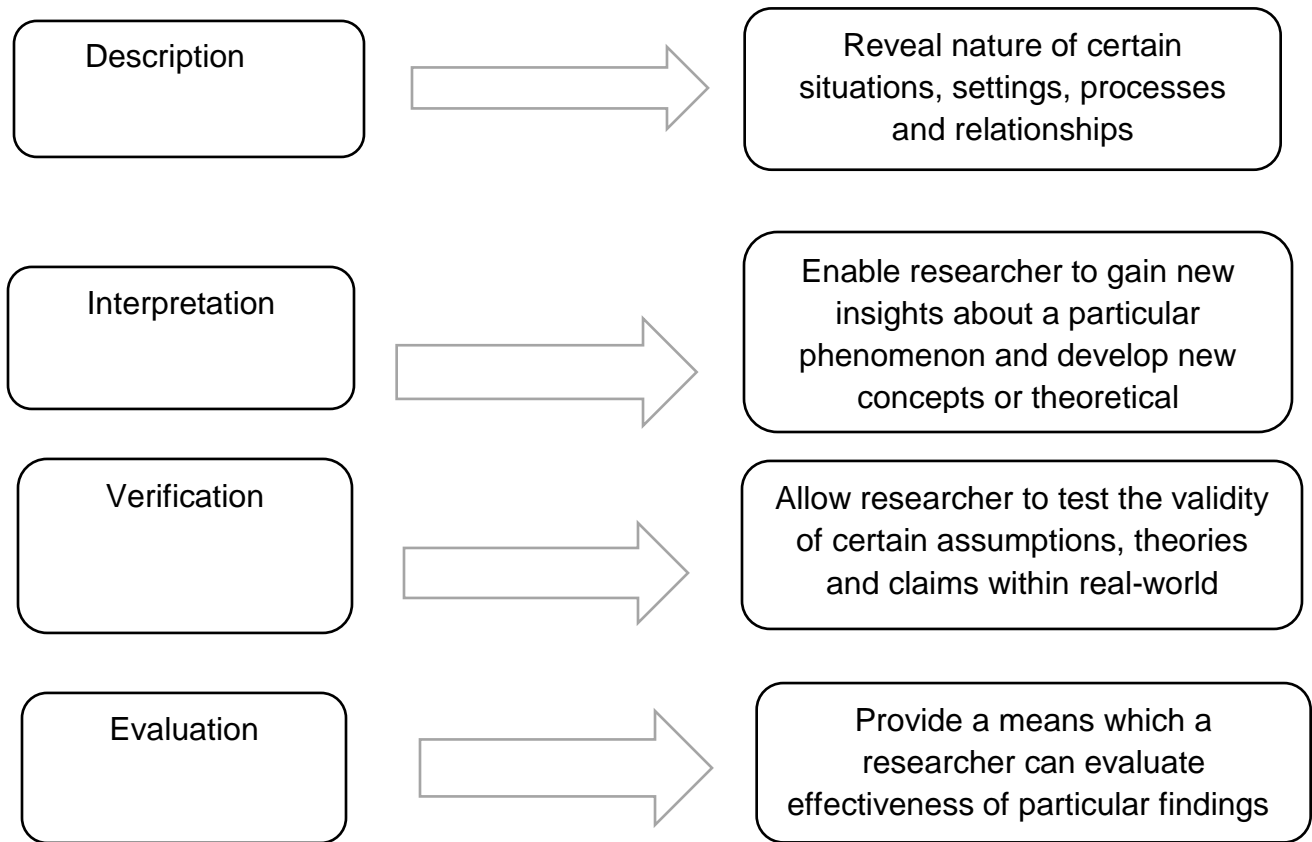 Description
Reveal nature of certain
situations, settings, processes
and relationships
Interpretation
Enable researcher to gain new
insights about a particular
phenomenon and develop new
concepts or theoretical
Verification
Allow researcher to test the validity
of certain assumptions, theories
and claims within real-world
Evaluation
Provide a means which a
researcher can evaluate
effectiveness of particular findings